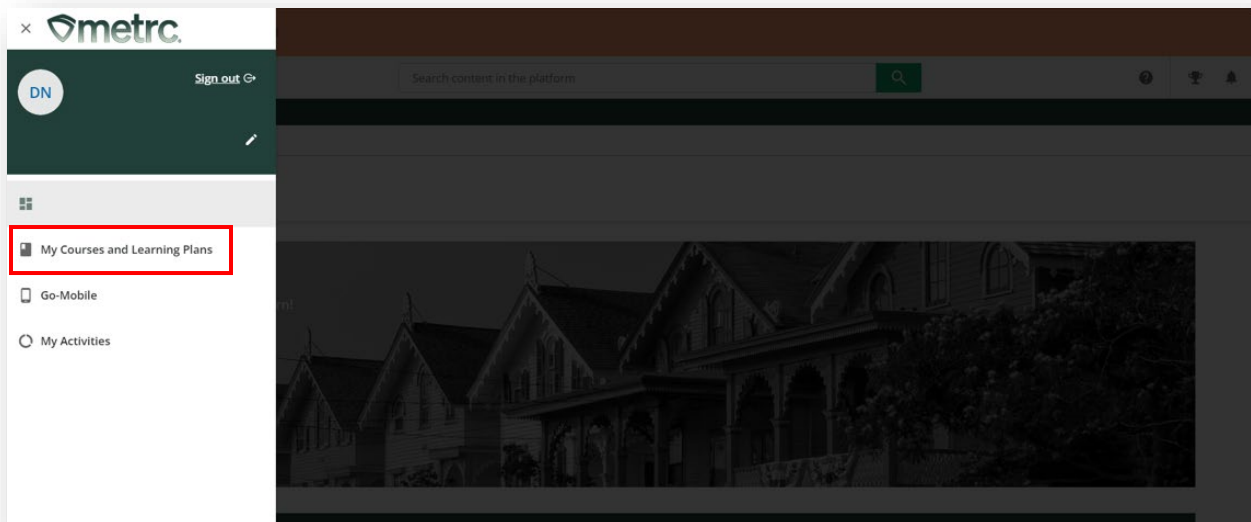 × metrc.
Sign out
DN
Search content in the platform
My Courses and Learning Plans
Go-Mobile
My Activities